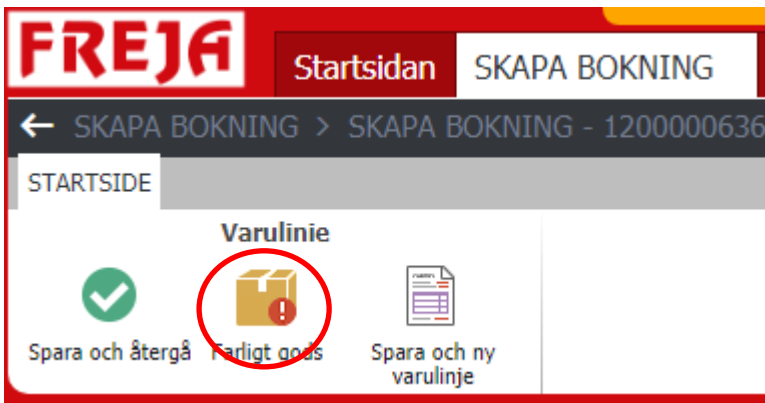 FREJA
Startsidan SKAPA BOKNING
← SKAPA BOKNING > SKAPA BOKNING - 1200000636
STARTSIDE
Varulinie
Spara och återgå Farligt gods Spara och ny
varulinje